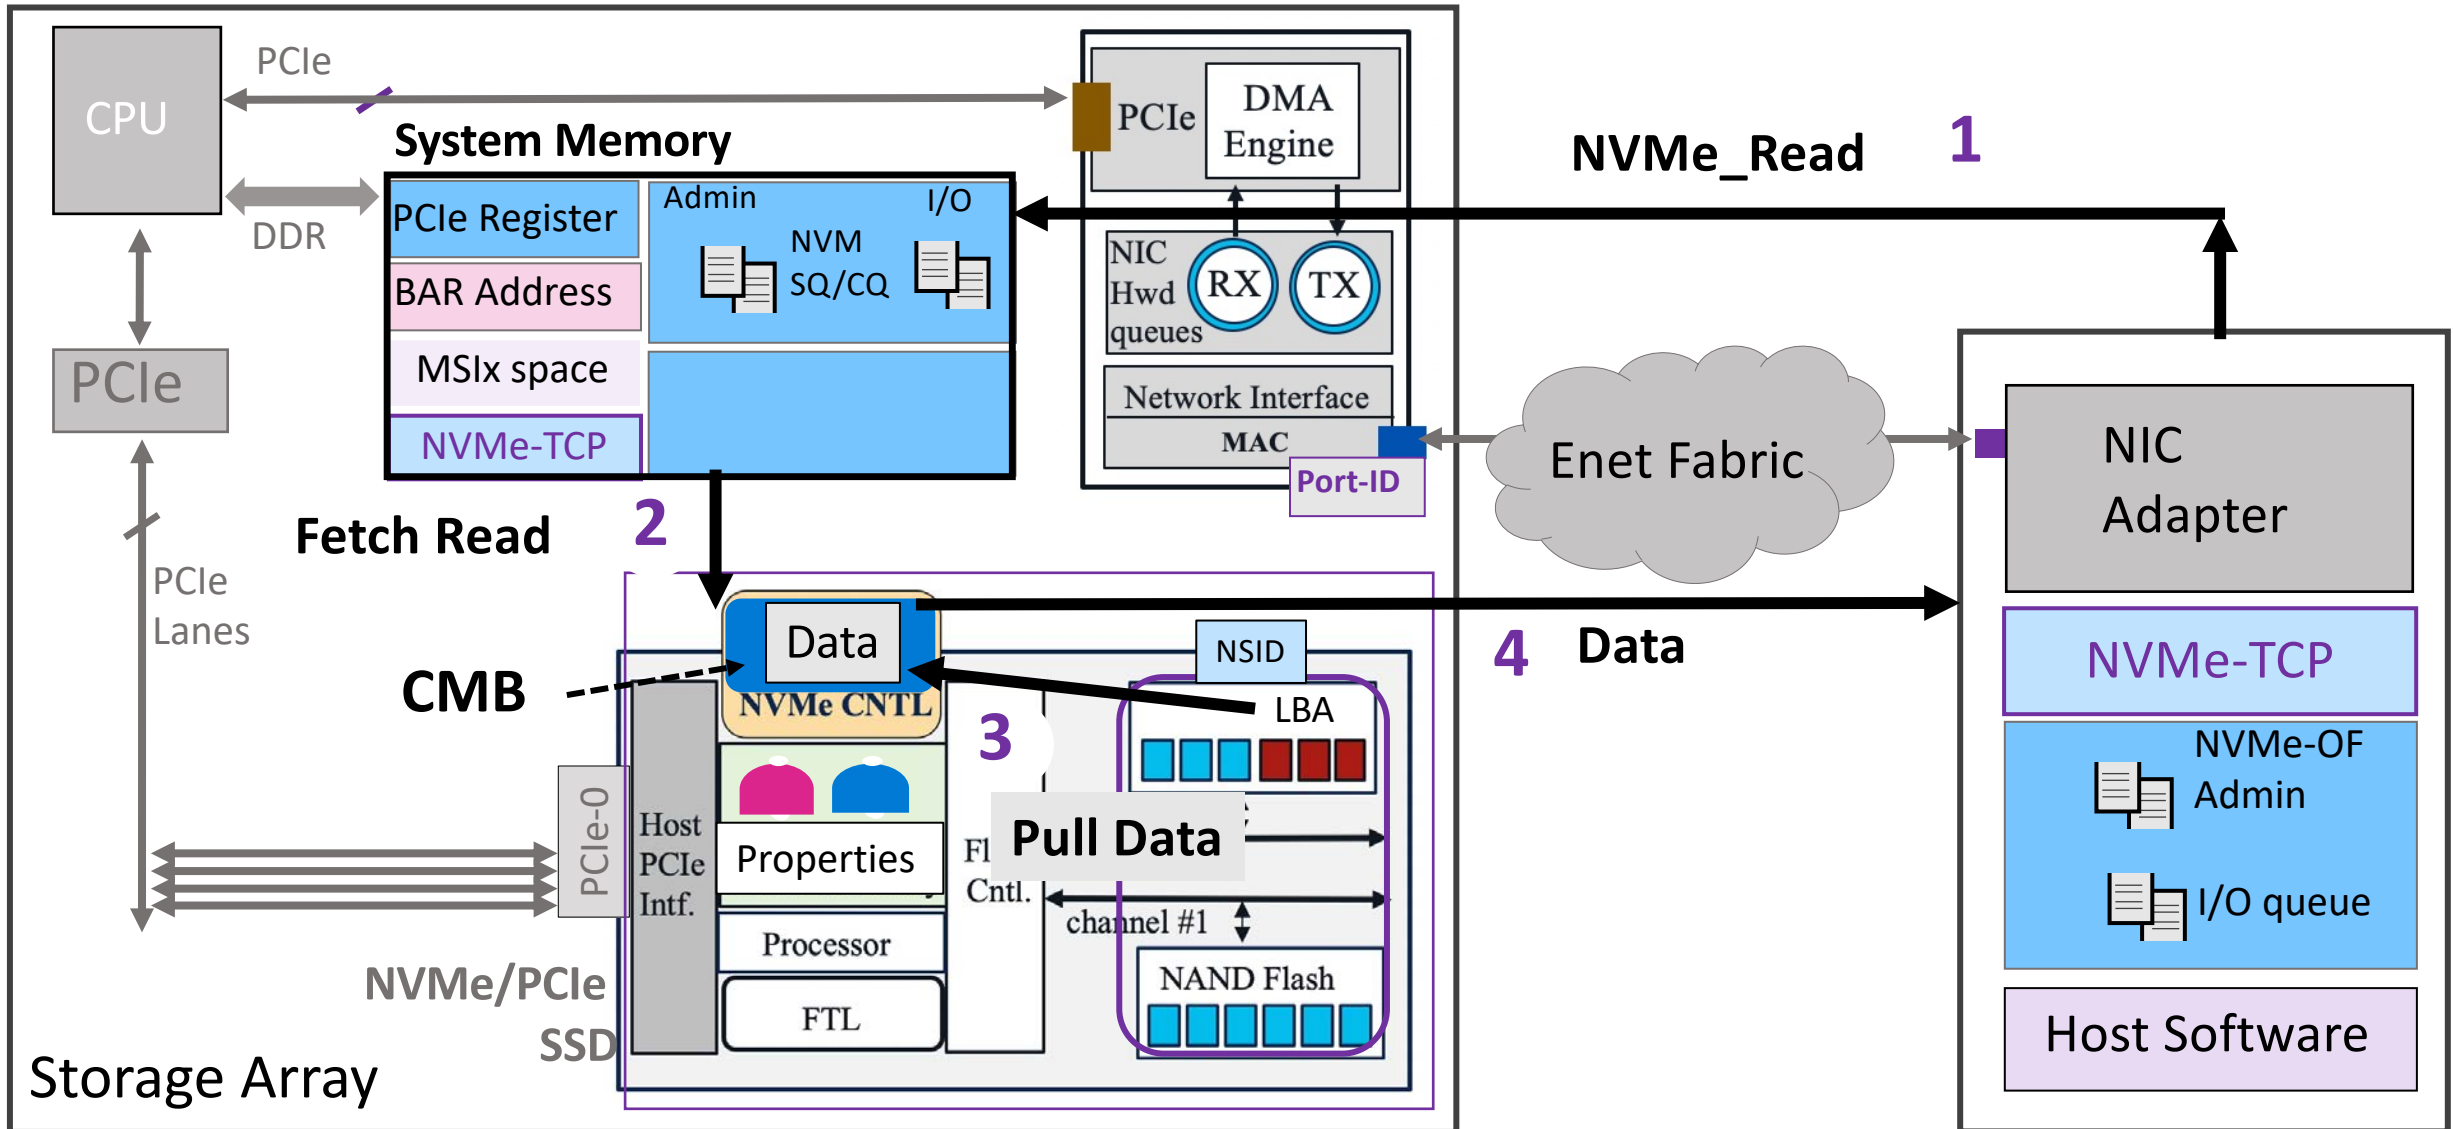 PCIe
CPU
System Memory
DDR
PCIe Register
BAR Address
MSIx space
NVMe-TCP
Admin
I/O
NVM
SQ/CQ
PCIe
DMA
Engine
NIC
Hwd
queues
RX
TX
Network Interface
MAC
Port-ID
NVMe_Read
1
PCIe
PCIe
Lanes
Fetch Read
2
Enet Fabric
NIC
Adapter
NVMe-TCP
NVMe-OF
Admin
I/O queue
Host Software
4
Data
CMB
Data
NVMe CNTL
3
NSID
LBA
Pull Data
PCIe-0
Host
PCIe
Intf.
Properties
Processor
FTL
Cntl.
channel #1
NAND Flash
NVMe/PCIe
SSD
Storage Array